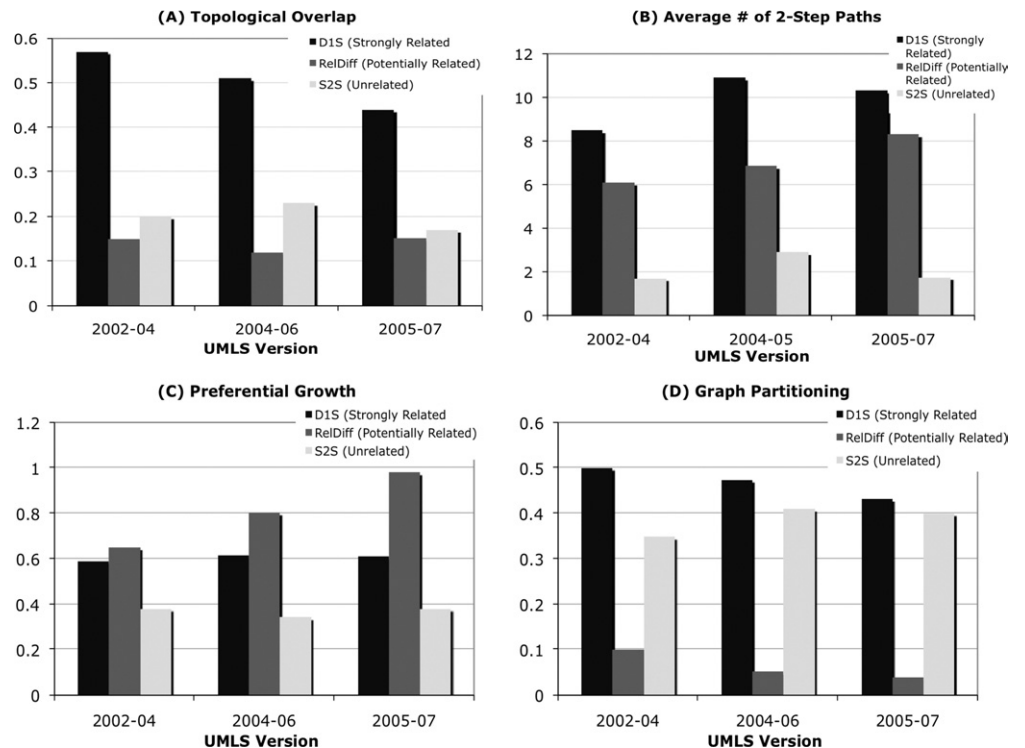 (A) Topological Overlap
D1S (Strongly Related
RelDiff (Potentially Related)
S2S (Unrelated)
0.6
0.5
0.4
0.3
0.2
0.1
0
2002-04 2004-06 2005-07
UMLS Version
(B) Average # of 2-Step Paths
D1S (Strongly
Related)
RelDiff (Potentially
Related)
S2S (Unrelated)
12
10
8
6
4
2
0
2002-04 2004-05 2005-07
UMLS Version
(C) Preferential Growth
D1S (Strongly Related
RelDiff (Potentially Related)
S2S (Unrelated)
1.2
1
0.8
0.6
0.4
0.2
0
2002-04 2004-06 2005-07
UMLS Version
(D) Graph Partitioning
D1S (Strongly Related
RelDiff (Potentially Related)
S2S (Unrelated)
0.6
0.5
0.4
0.3
0.2
0.1
0
2002-04 2004-06 2005-07
UMLS Version